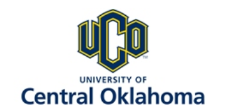 UCO
UNIVERSITY OF
Central Oklahoma